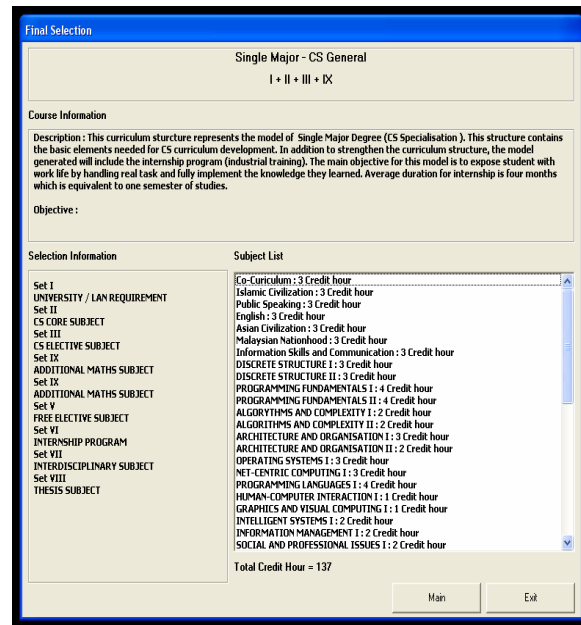 Final Selection
Single Major - CS General
I + II + III + IX
Course Information
Description : This curriculum sturcture represents the model of Single Major Degree (CS Specialisation ). This structure contains
the basic elements needed for CS curriculum development. In addition to strengthen the curriculum structure, the model
generated will include the internship program (industrial training). The main objective for this model is to expose student with
work life by handling real task and fully implement the knowledge they learned. Average duration for internship is four months
which is equivalent to one semester of studies.
Objective :
Selection Information
Set I
UNIVERSITY / LAN REQUIREMENT
Set II
CS CORE SUBJECT
Set III
CS ELECTIVE SUBJECT
Set IX
ADDITIONAL MATHS SUBJECT
Set IX
ADDITIONAL MATHS SUBJECT
Set V
FREE ELECTIVE SUBJECT
Set VI
INTERNSHIP PROGRAM
Set VII
INTERDISCIPLINARY SUBJECT
Set VIII
THESIS SUBJECT
Subject List
Co-Curiculum : 3 Credit hour
Islamic Civilization : 3 Credit hour
Public Speaking : 3 Credit hour
English : 3 Credit hour
Asian Civilization : 3 Credit hour
Malaysian Nationhood : 3 Credit hour
Information Skills and Communication : 3 Credit hour
DISCRETE STRUCTURE I : 3 Credit hour
DISCRETE STRUCTURE II : 3 Credit hour
PROGRAMMING FUNDAMENTALS I : 4 Credit hour
PROGRAMMING FUNDAMENTALS II : 4 Credit hour
ALGORYTHMS AND COMPLEXITY I : 2 Credit hour
ALGORITHMS AND COMPLEXITY II : 2 Credit hour
ARCHITECTURE AND ORGANISATION I : 3 Credit hour
ARCHITECTURE AND ORGANISATION II : 2 Credit hour
OPERATING SYSTEMS I : 3 Credit hour
NET-CENTRIC COMPUTING I : 3 Credit hour
PROGRAMMING LANGUAGES I : 4 Credit hour
HUMAN-COMPUTER INTERACTION I : 1 Credit hour
GRAPHICS AND VISUAL COMPUTING I : 1 Credit hour
INTELLIGENT SYSTEMS I : 2 Credit hour
INFORMATION MANAGEMENT I : 2 Credit hour
SOCIAL AND PROFESSIONAL ISSUES I : 2 Credit hour
Total Credit Hour = 137
Main
Exit